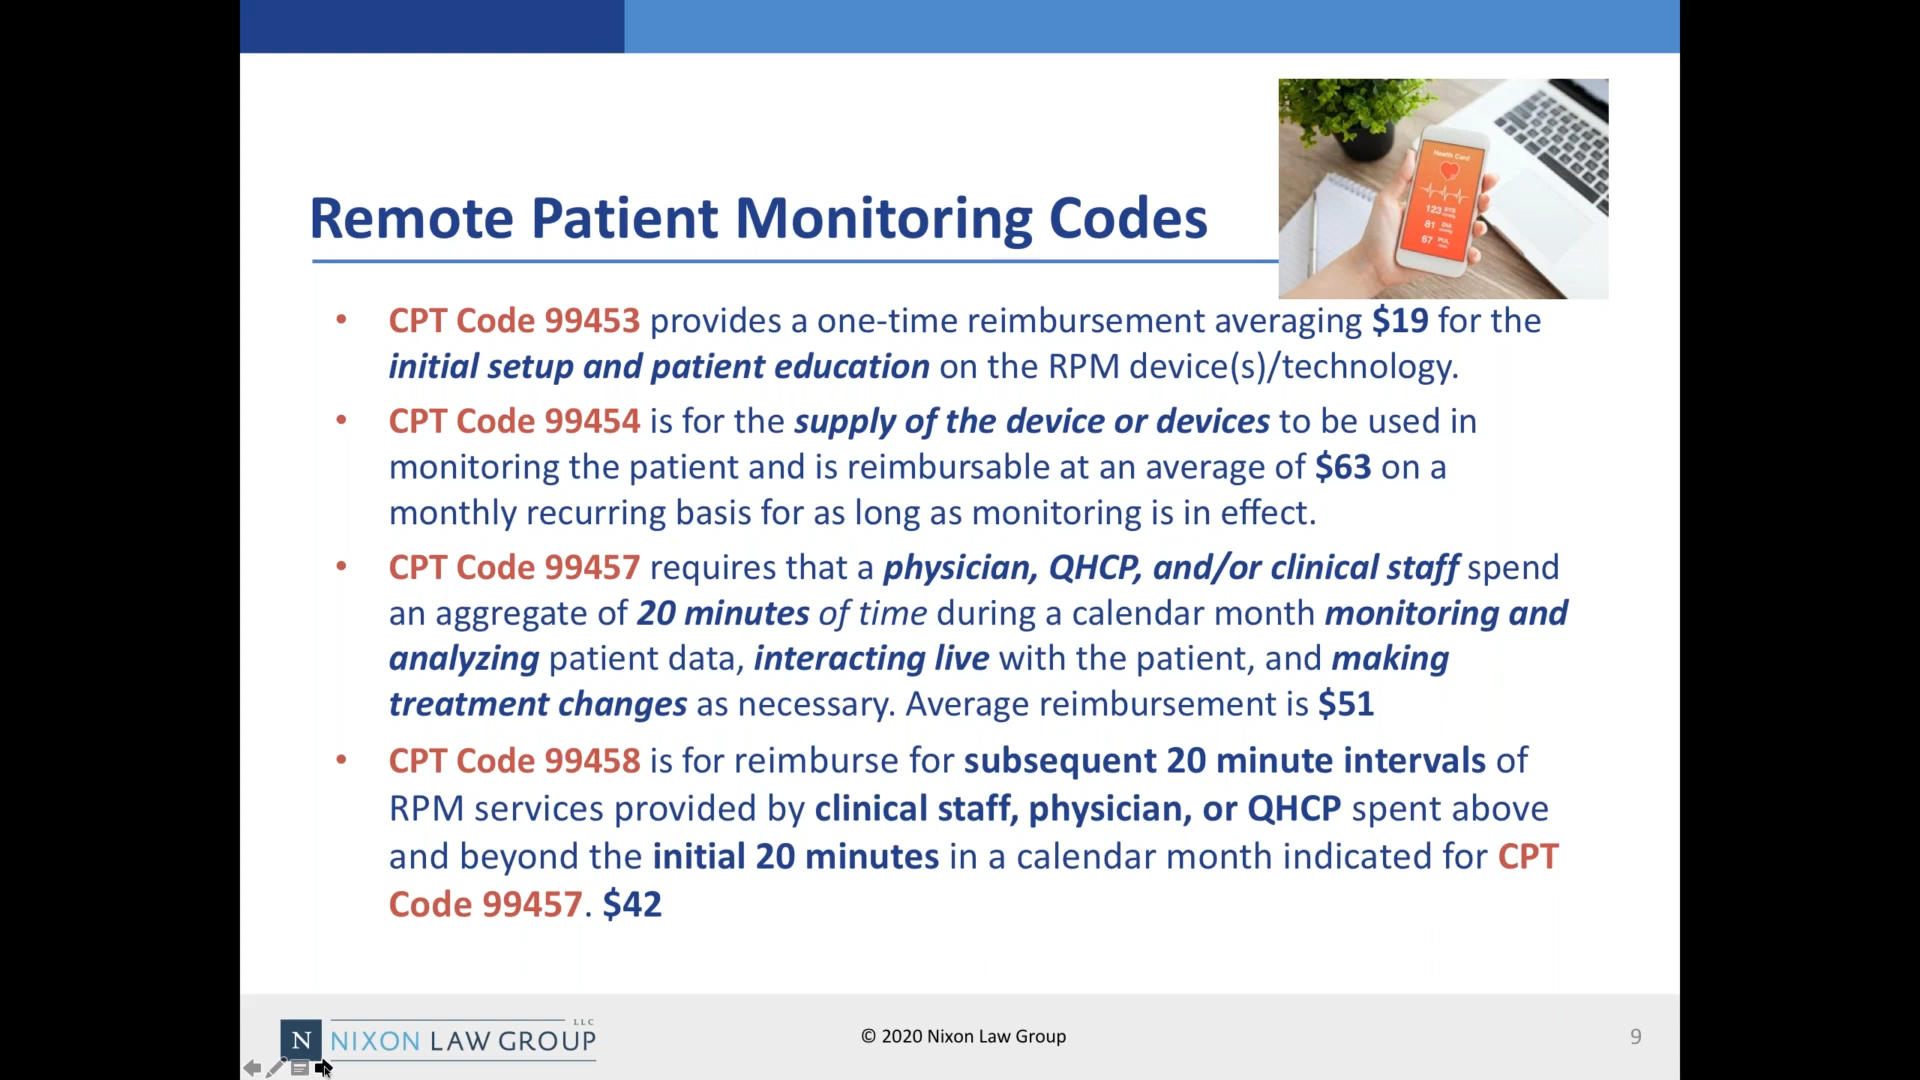 Remote Patient Monitoring Codes
Health Card
123 SYS
81 DIA
67 PUL
• CPT Code 99453 provides a one-time reimbursement averaging $19 for the
initial setup and patient education on the RPM device(s)/technology.
• CPT Code 99454 is for the supply of the device or devices to be used in
monitoring the patient and is reimbursable at an average of $63 on a
monthly recurring basis for as long as monitoring is in effect.
• CPT Code 99457 requires that a physician, QHCP, and/or clinical staff spend
an aggregate of 20 minutes of time during a calendar month monitoring and
analyzing patient data, interacting live with the patient, and making
treatment changes as necessary. Average reimbursement is $51
• CPT Code 99458 is for reimburse for subsequent 20 minute intervals of
RPM services provided by clinical staff, physician, or QHCP spent above
and beyond the initial 20 minutes in a calendar month indicated for CPT
Code 99457. $42
LLC
N NIXON LAW GROUP
© 2020 Nixon Law Group
9